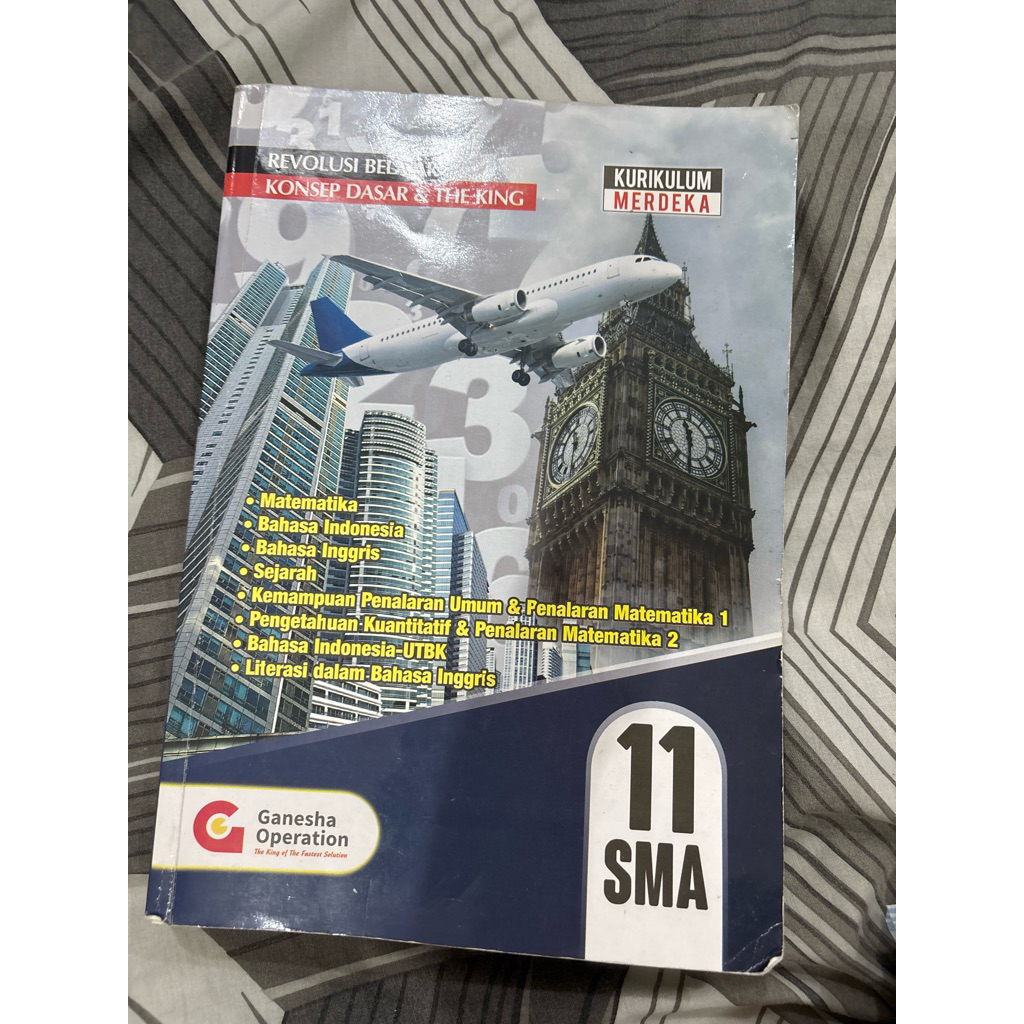 REVOLUSI
KONSEP DASAR & THE KING
KURIKULUM
MERDEKA
• Matematika
• Bahasa Indonesia
• Bahasa Inggris
• Sejarah
• Kemampuan Penalaran Umum & Penalaran Matematika 1
• Pengetahuan Kuantitatif & Penalaran Matematika 2
• Bahasa Indonesia-UTBK
• Literasi dalam Bahasa Inggris
11
SMA
Ganesha
Operation
The King of The Fastest Solution